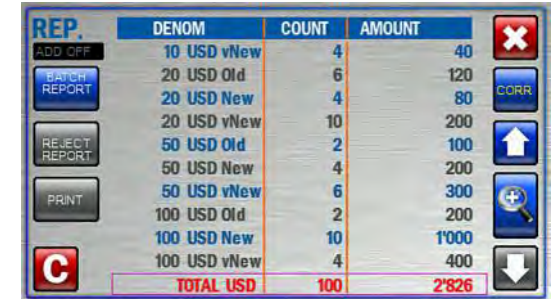 REP.
ADD OFF
BATCH
REPORT
REJECT
REPORT
PRINT
C
DENOM COUNT AMOUNT
10 USD vNew 4 40
20 USD Old 6 120
20 USD New 4 80
20 USD vNew 10 200
50 USD Old 2 100
50 USD New 4 200
50 USD vNew 6 300
100 USD Old 2 200
100 USD New 10 1'000
100 USD vNew 4 400
TOTAL USD 100 2'826
CORR